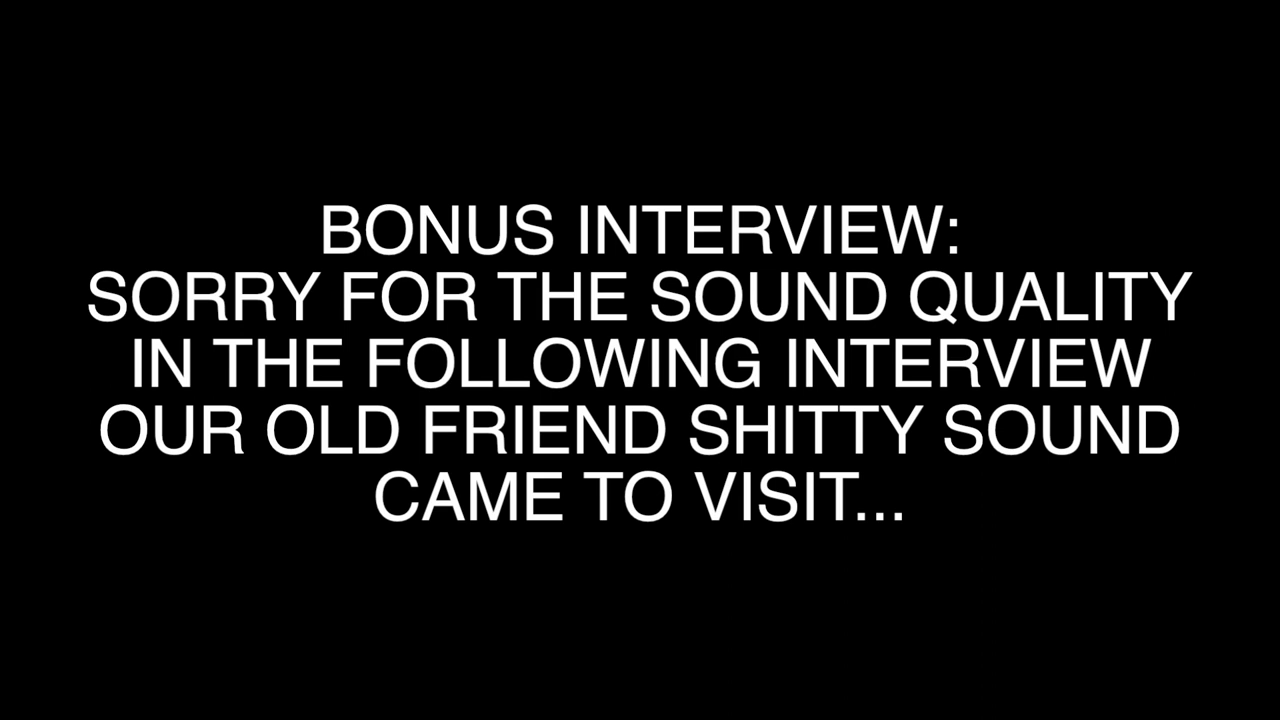 BONUS INTERVIEW:
SORRY FOR THE SOUND QUALITY
IN THE FOLLOWING INTERVIEW
OUR OLD FRIEND SHITTY SOUND
CAME TO VISIT...